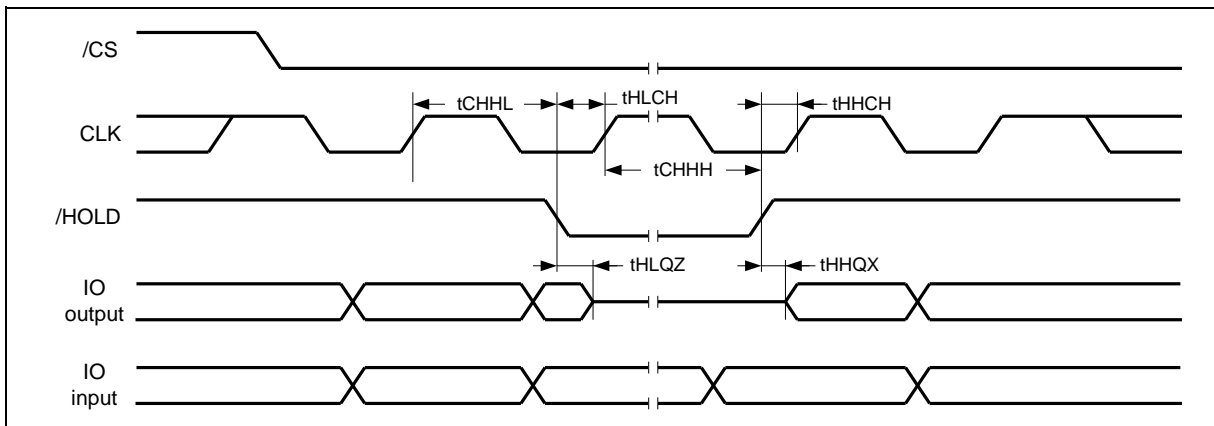 /CS
tCHHL
tHLCH
tHHCH
CLK
tCHHH
/HOLD
tHLQZ
tHHQX
IO
output
IO
input